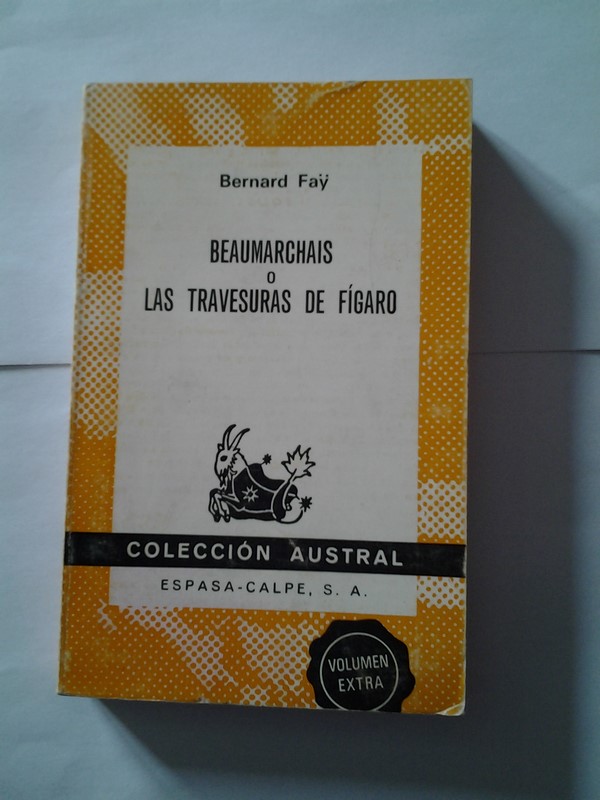 Bernard Faÿ
BEAUMARCHAIS
O
LAS TRAVESURAS DE FÍGARO
COLECCIÓN AUSTRAL
ESPASA-CALPE, S. A.
VOLUMEN
EXTRA